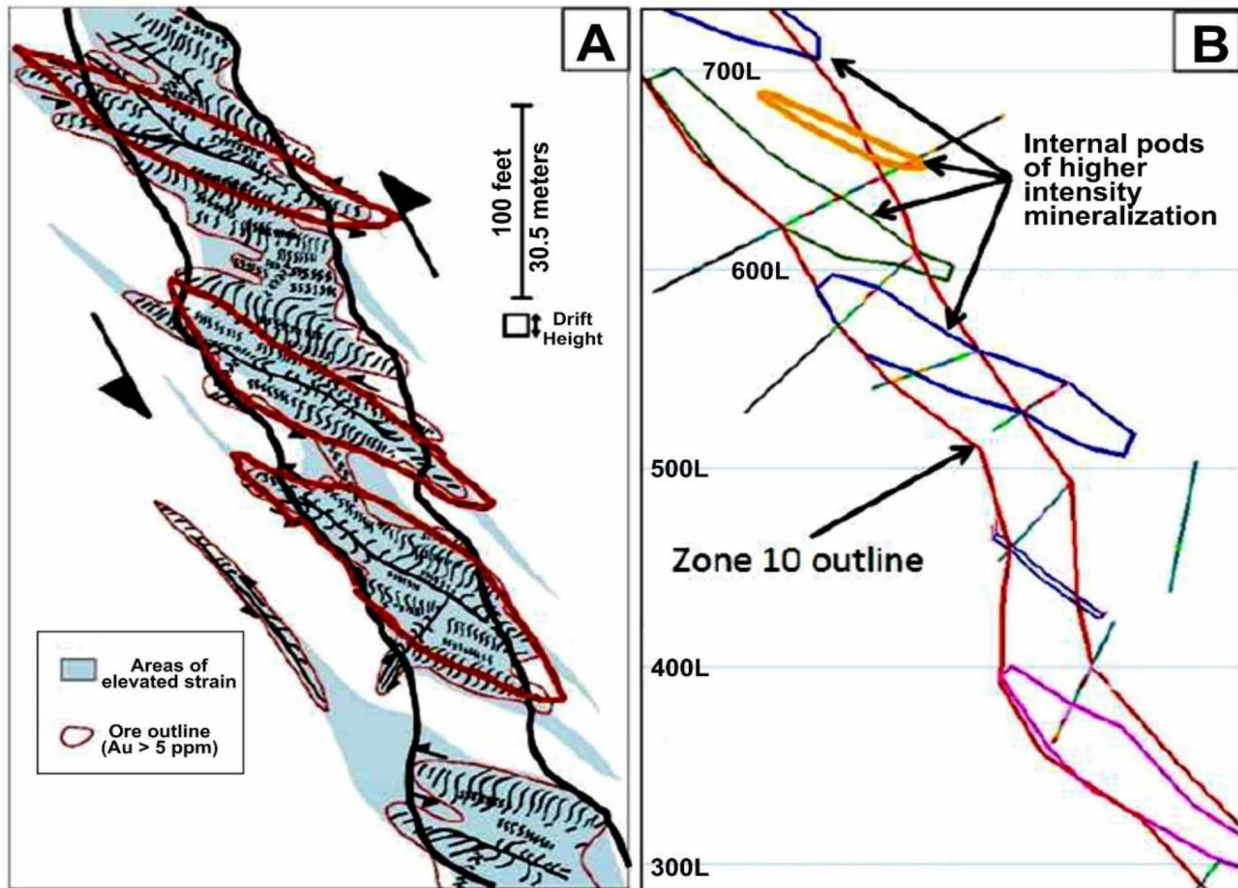 A
100 feet
30.5 meters
Drift
Height
Areas of
elevated strain
Ore outline
(Au > 5 ppm)
B
700L
Internal pods
of higher
intensity
mineralization
600L
500L
Zone 10 outline
400L
300L